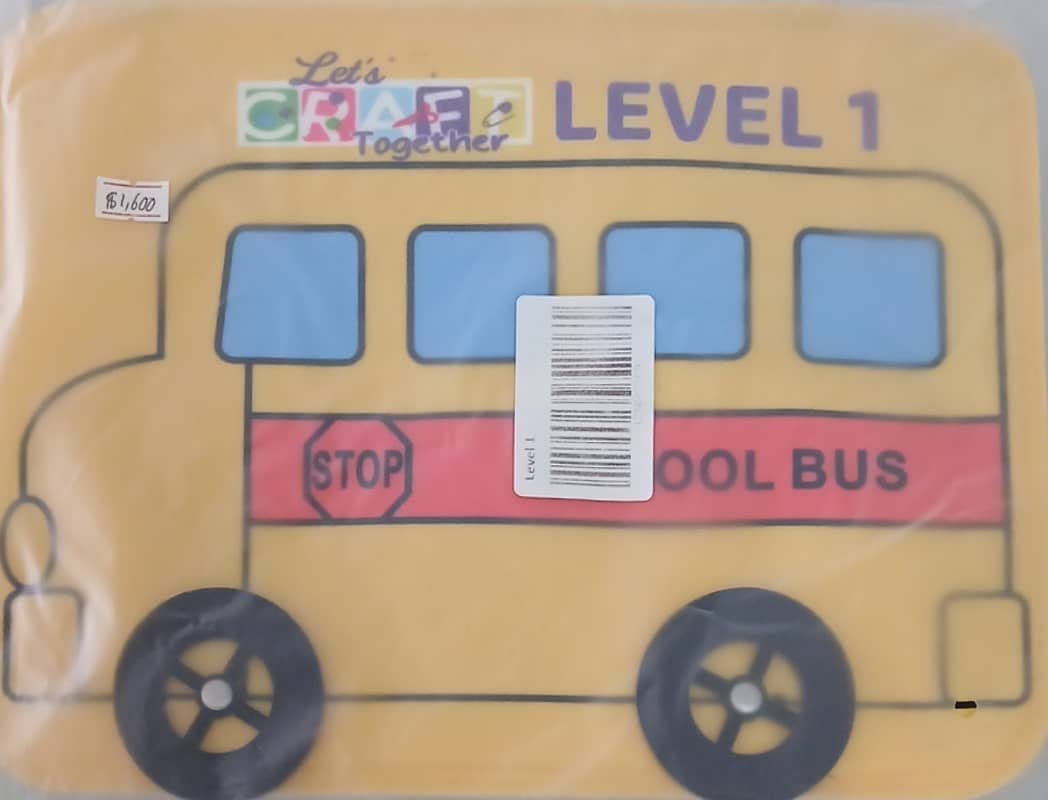 Let's
CRAFT LEVEL 1
Together
$1,600
STOP OOL BUS
Level 1